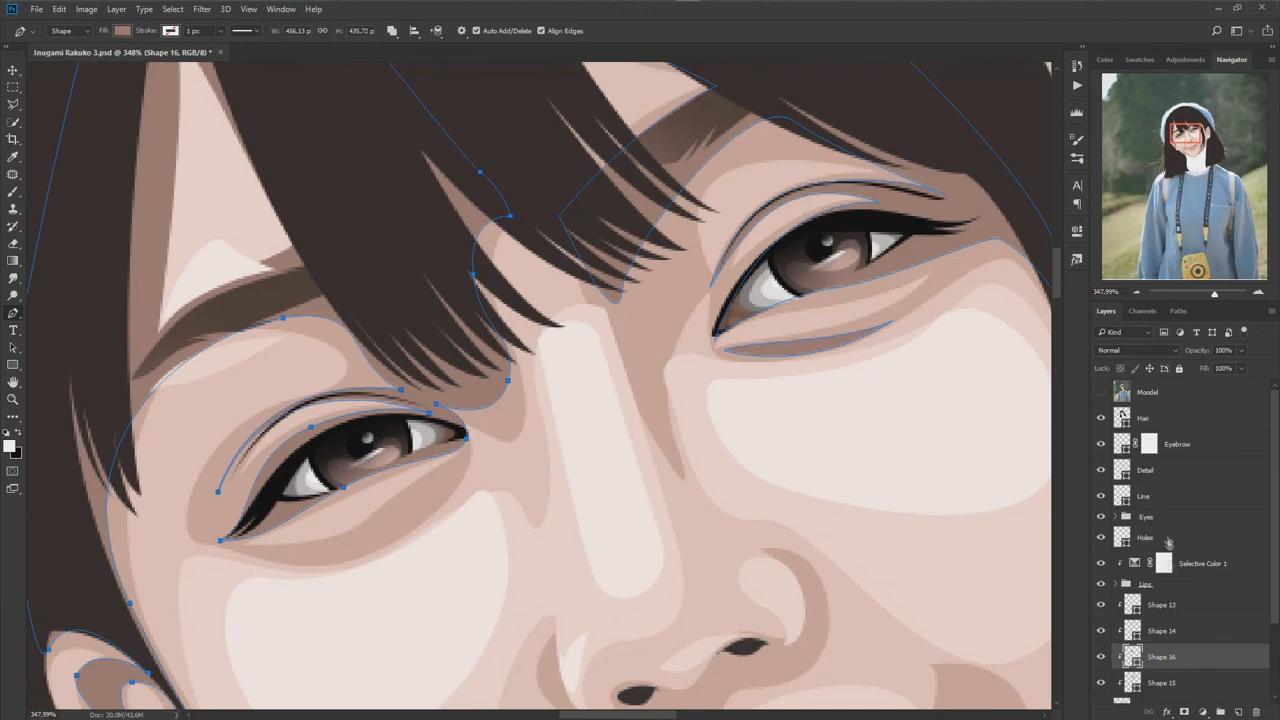 Ps File Edit Image Layer Type Select Filter 3D View Window Help
Shape Fill: Stroke: 1 px W: 456,13 p H: 435,72 p Auto Add/Delete Align Edges
Inugami Rakuko 3.psd @ 348% (Shape 16, RGB/8) * ×
Color Swatches Adjustments Navigator
347,99%
Layers Channels Paths
Kind
Normal Opacity: 100%
Lock: Fill: 100%
Moodel
Hair
Eyebrow
Detail
Line
Eyes
Holes
Selective Color 1
Lips
Shape 13
Shape 14
Shape 16
Shape 15
347,99% Doc: 20,0M/43,6M